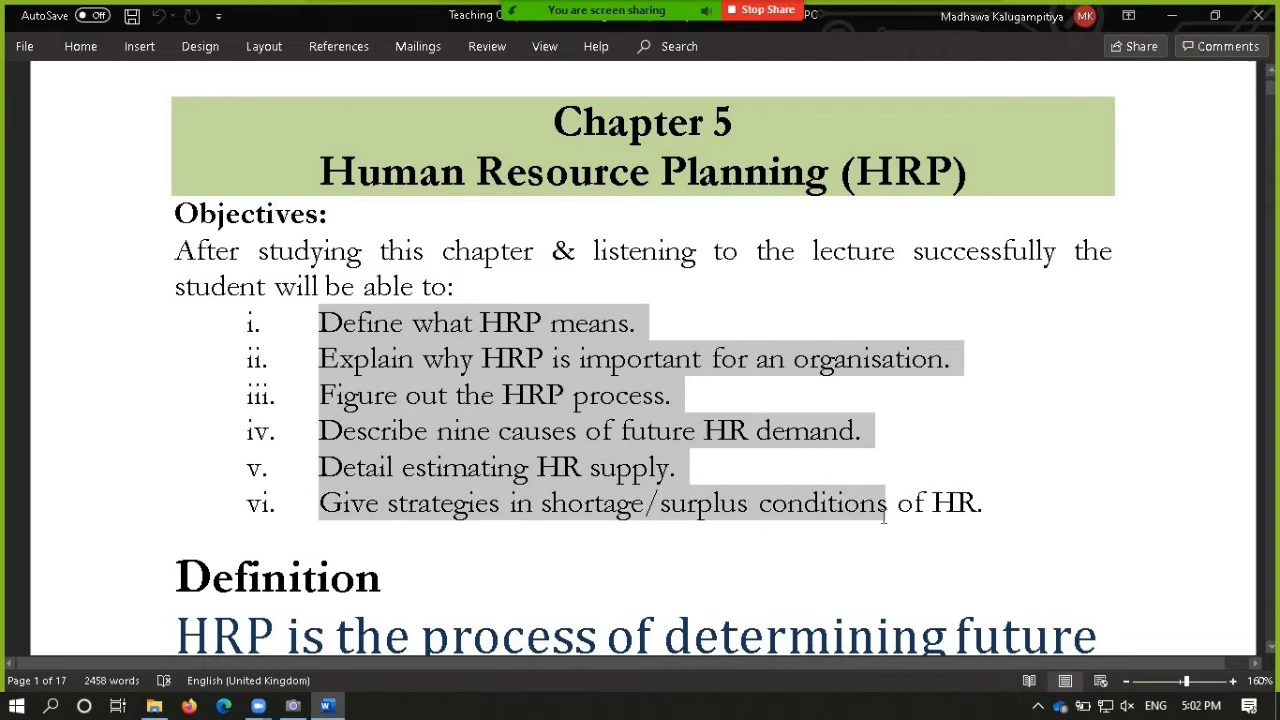 AutoSave Off
Teaching
You are screen sharing
Stop Share
PC
Madhawa Kalugampitiya MK
File Home Insert Design Layout References Mailings Review View Help Search Share Comments
Chapter 5
Human Resource Planning (HRP)
Objectives:
After studying this chapter & listening to the lecture successfully the
student will be able to:
i. Define what HRP means.
ii. Explain why HRP is important for an organisation.
iii. Figure out the HRP process.
iv. Describe nine causes of future HR demand.
v. Detail estimating HR supply.
vi. Give strategies in shortage/surplus conditions of HR.
Definition
HRP is the process of determining future
Page 1 of 17 2458 words English (United Kingdom) 160%
ENG 5:02 PM